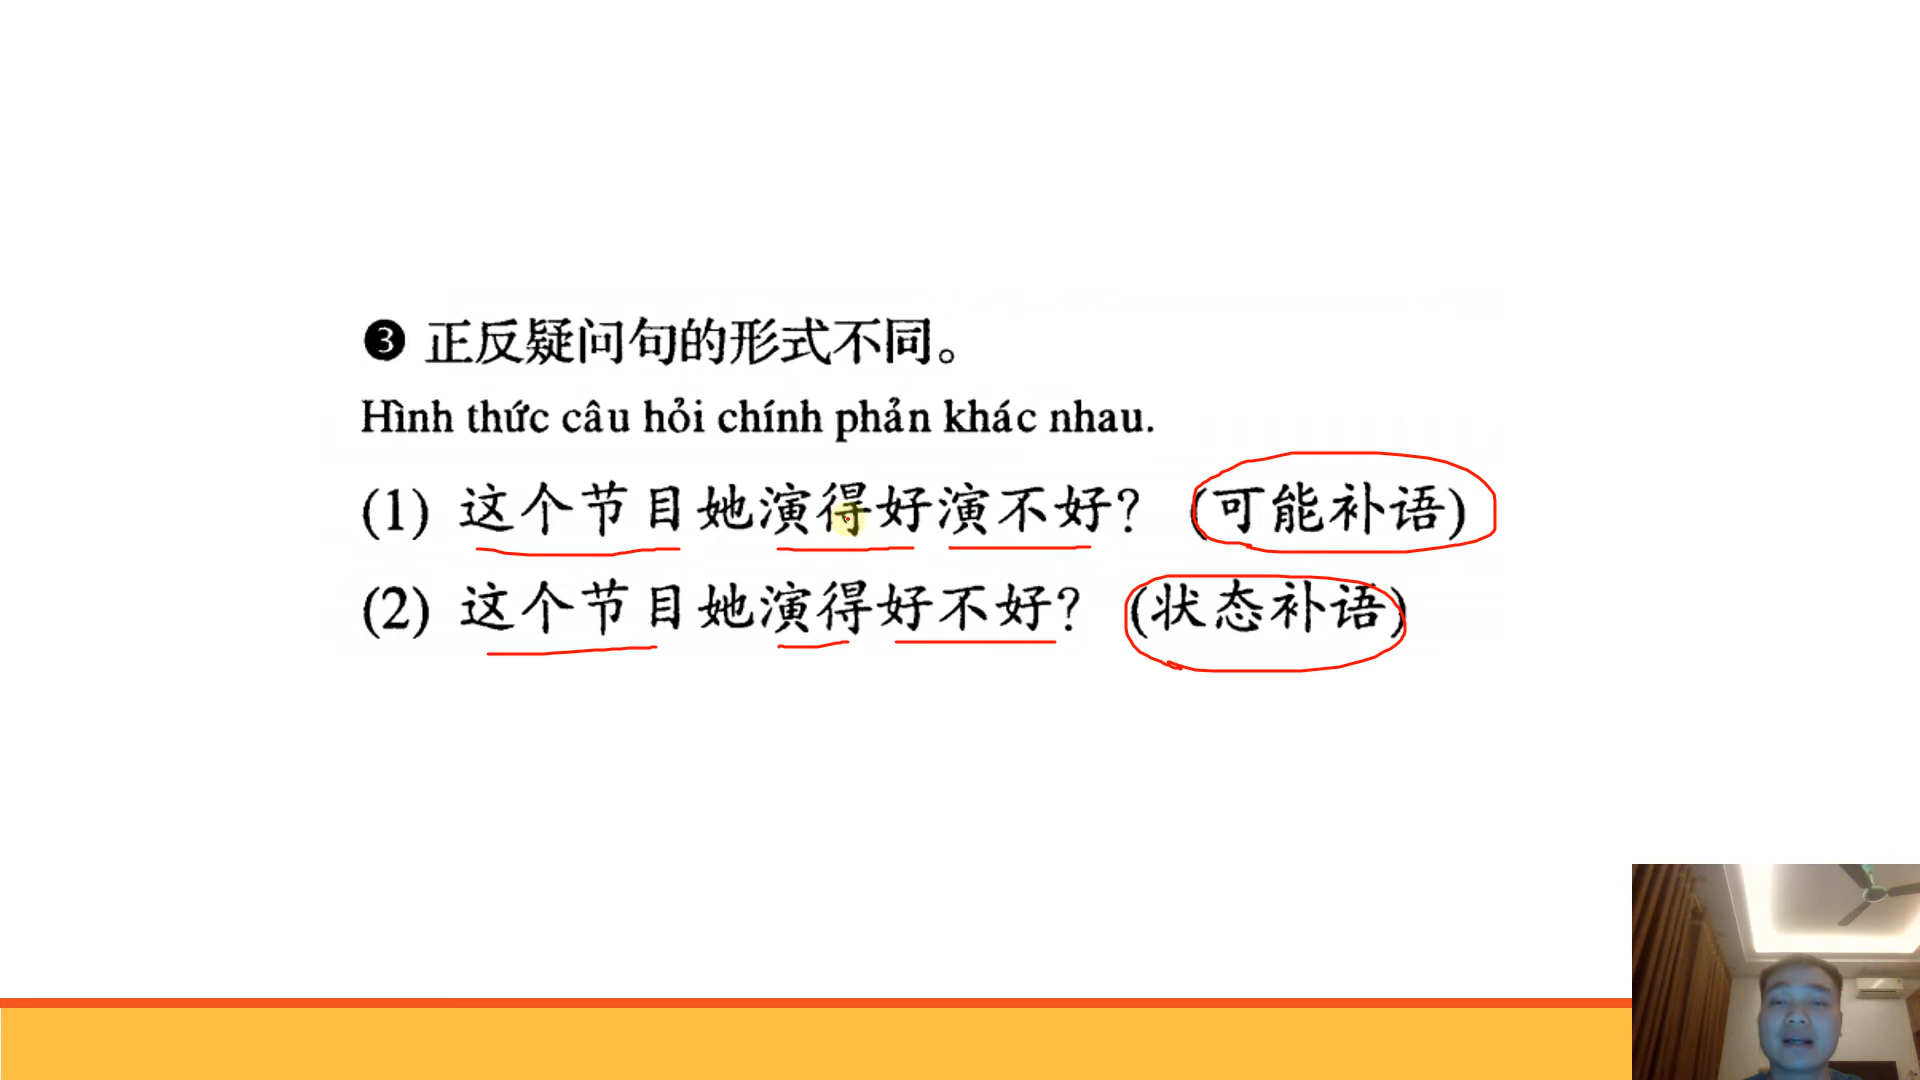 ❸ 正反疑问句的形式不同。
Hình thức câu hỏi chính phản khác nhau.
(1) 这个节目她演得好演不好? (可能补语)
(2) 这个节目她演得好不好? (状态补语)